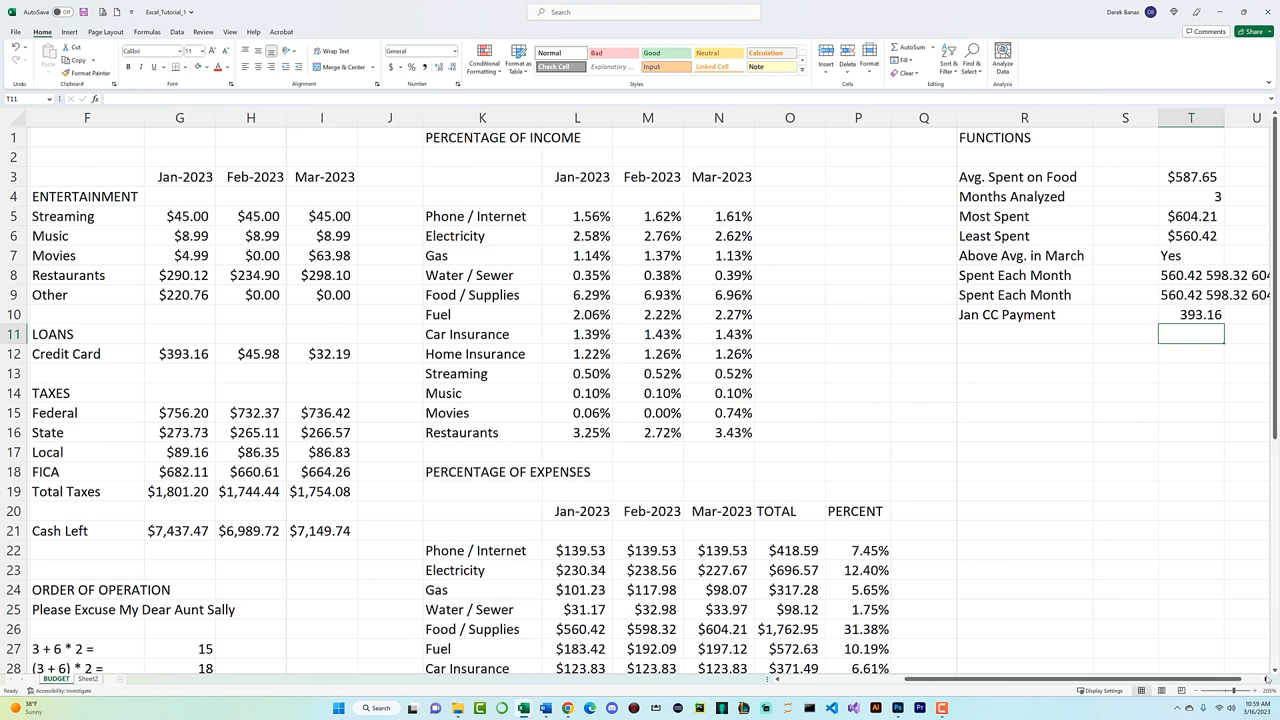 AutoSave Off Excel_Tutorial_1 Search Derek Banas DB
File Home Insert Page Layout Formulas Data Review View Help Acrobat Comments Share
Cut Calibri 11 Wrap Text General Normal Bad Good Neutral Calculation AutoSum
Copy Fill
Format Painter Merge & Center Check Cell Explanatory ... Input Linked Cell Note Clear
Paste Conditional Formatting Format as Table Insert Delete Format Sort & Filter Find & Select Analyze Data
Undo Clipboard Font Alignment Number Styles Cells Editing Analysis
T11 fx
F G H I J K L M N O P Q R S T U
1 PERCENTAGE OF INCOME FUNCTIONS
2
3 Jan-2023 Feb-2023 Mar-2023 Jan-2023 Feb-2023 Mar-2023 Avg. Spent on Food $587.65
4 ENTERTAINMENT Months Analyzed 3
5 Streaming $45.00 $45.00 $45.00 Phone / Internet 1.56% 1.62% 1.61% Most Spent $604.21
6 Music $8.99 $8.99 $8.99 Electricity 2.58% 2.76% 2.62% Least Spent $560.42
7 Movies $4.99 $0.00 $63.98 Gas 1.14% 1.37% 1.13% Above Avg. in March Yes
8 Restaurants $290.12 $234.90 $298.10 Water / Sewer 0.35% 0.38% 0.39% Spent Each Month 560.42 598.32 604
9 Other $220.76 $0.00 $0.00 Food / Supplies 6.29% 6.93% 6.96% Spent Each Month 560.42 598.32 604
10 Fuel 2.06% 2.22% 2.27% Jan CC Payment 393.16
11 LOANS Car Insurance 1.39% 1.43% 1.43%
12 Credit Card $393.16 $45.98 $32.19 Home Insurance 1.22% 1.26% 1.26%
13 Streaming 0.50% 0.52% 0.52%
14 TAXES Music 0.10% 0.10% 0.10%
15 Federal $756.20 $732.37 $736.42 Movies 0.06% 0.00% 0.74%
16 State $273.73 $265.11 $266.57 Restaurants 3.25% 2.72% 3.43%
17 Local $89.16 $86.35 $86.83
18 FICA $682.11 $660.61 $664.26 PERCENTAGE OF EXPENSES
19 Total Taxes $1,801.20 $1,744.44 $1,754.08
20 Jan-2023 Feb-2023 Mar-2023 TOTAL PERCENT
21 Cash Left $7,437.47 $6,989.72 $7,149.74
22 Phone / Internet $139.53 $139.53 $139.53 $418.59 7.45%
23 Electricity $230.34 $238.56 $227.67 $696.57 12.40%
24 ORDER OF OPERATION Gas $101.23 $117.98 $98.07 $317.28 5.65%
25 Please Excuse My Dear Aunt Sally Water / Sewer $31.17 $32.98 $33.97 $98.12 1.75%
26 Food / Supplies $560.42 $598.32 $604.21 $1,762.95 31.38%
27 3 + 6 * 2 = 15 Fuel $183.42 $192.09 $197.12 $572.63 10.19%
28 (3 + 6) * 2 = 18 Car Insurance $123.83 $123.83 $123.83 $371.49 6.61%
BUDGET Sheet2
Ready Accessibility: Investigate Display Settings 205%
38°F Search 10:59 AM
Sunny 3/16/2023